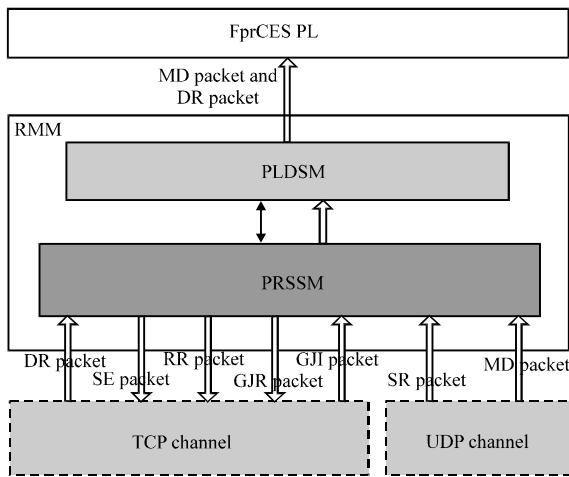 FprCES PL
MD packet and
DR packet
RMM
PLDSM
PRSSM
DR packet
SE packet
RR packet
GJR packet
GJI packet
SR packet
MD packet
TCP channel
UDP channel